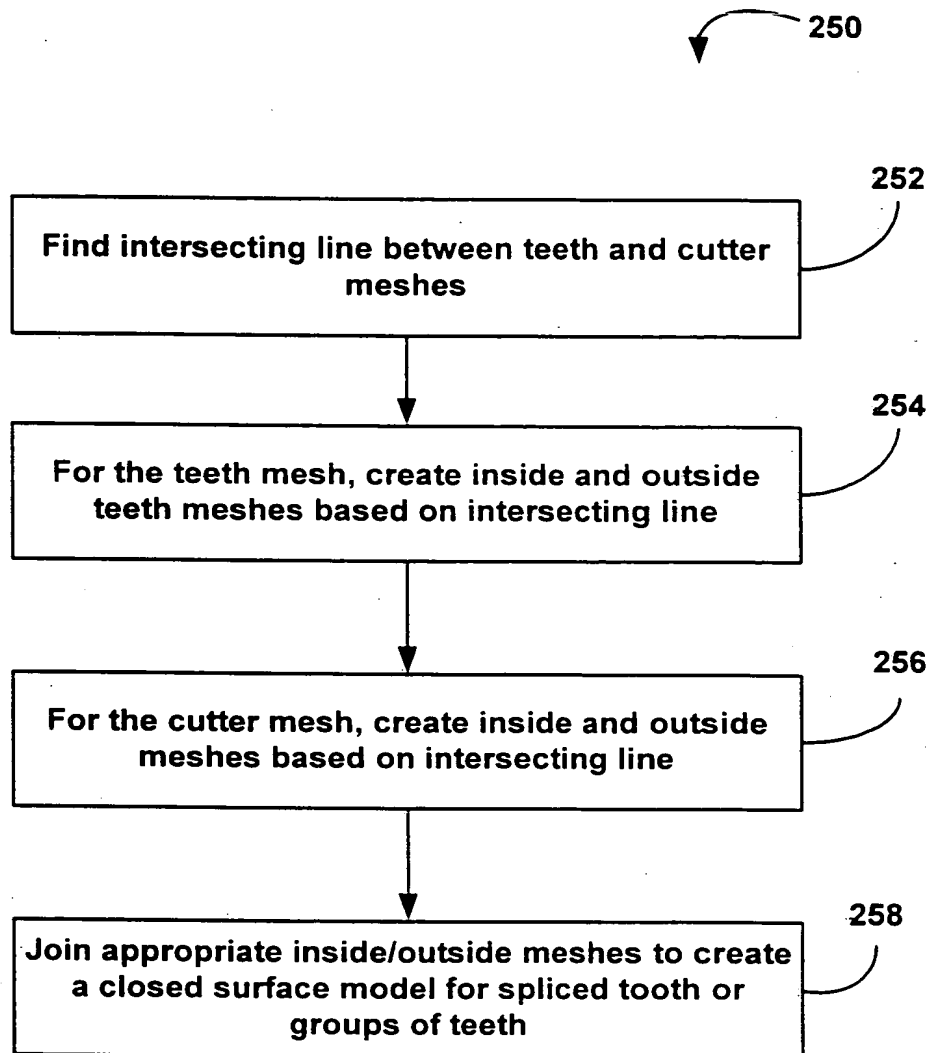 250
252
Find intersecting line between teeth and cutter
meshes
254
For the teeth mesh, create inside and outside
teeth meshes based on intersecting line
256
For the cutter mesh, create inside and outside
meshes based on intersecting line
258
Join appropriate inside/outside meshes to create
a closed surface model for spliced tooth or
groups of teeth